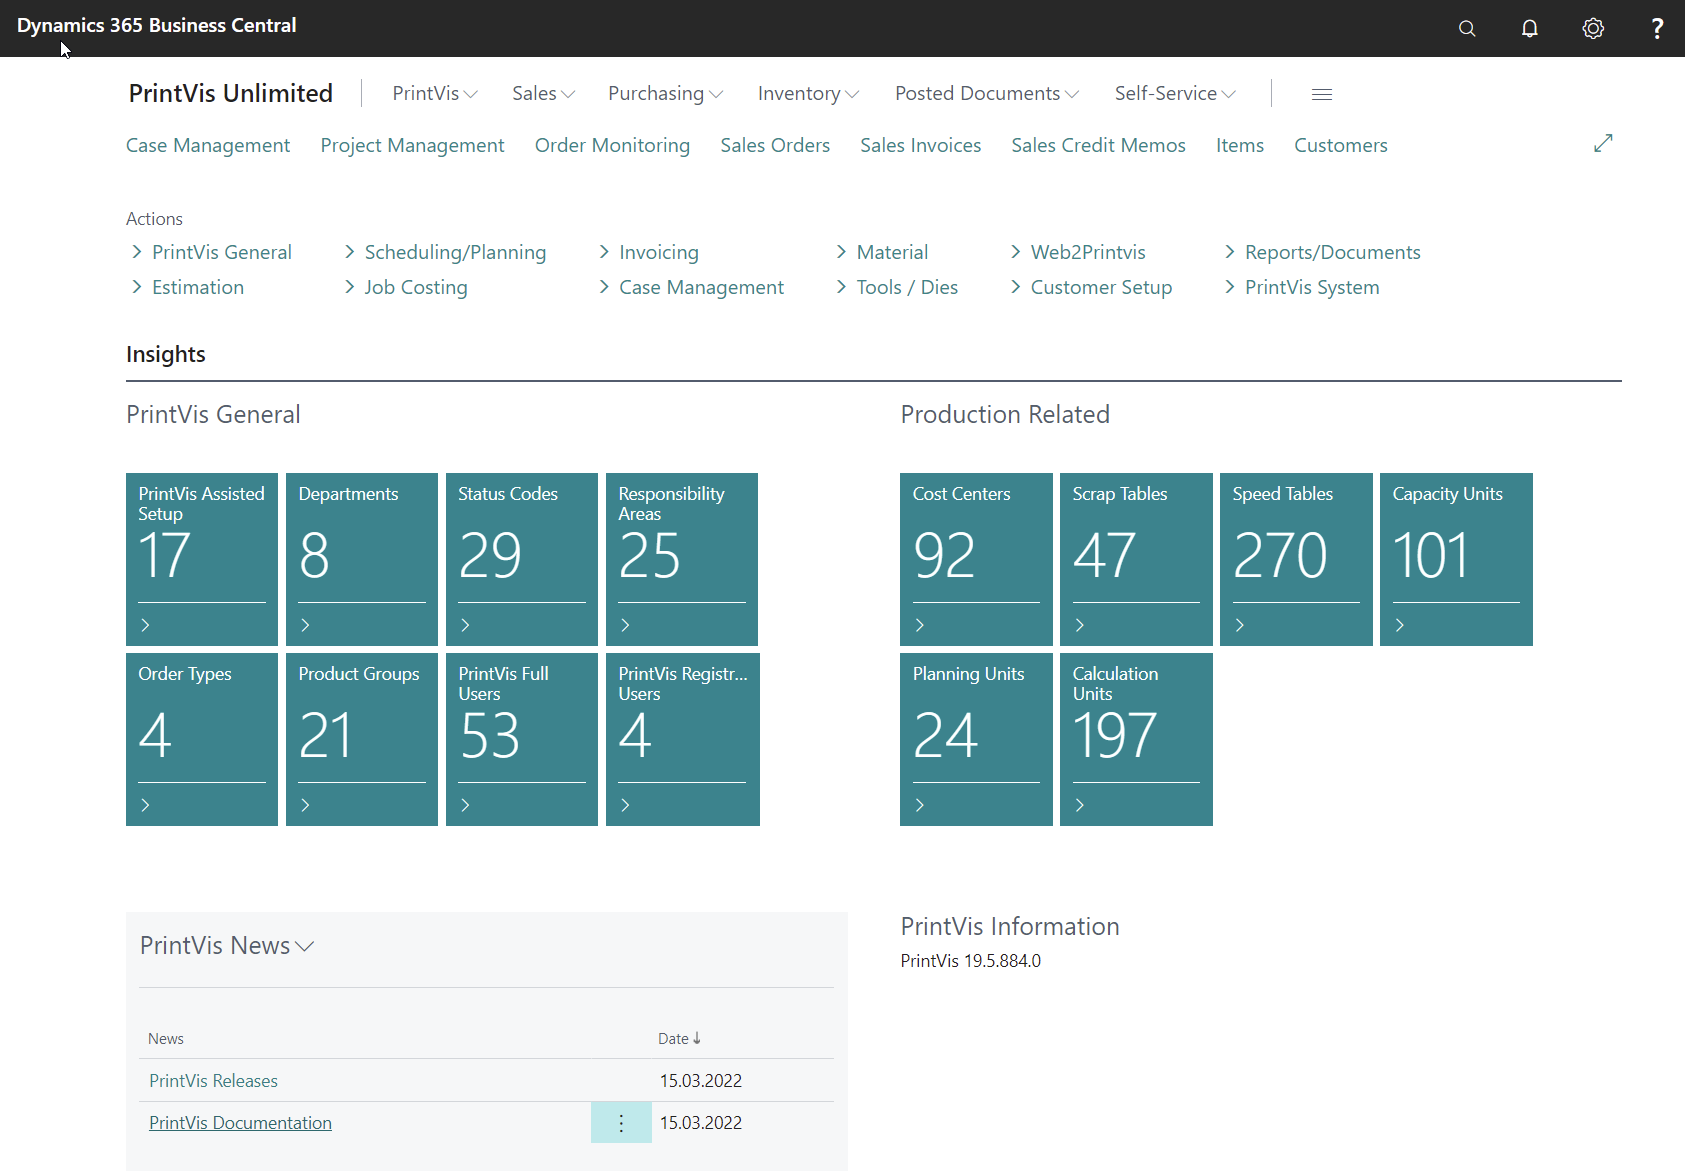 Dynamics 365 Business Central
?
PrintVis Unlimited PrintVis Sales Purchasing Inventory Posted Documents Self-Service
Case Management Project Management Order Monitoring Sales Orders Sales Invoices Sales Credit Memos Items Customers
Actions
PrintVis General Scheduling/Planning Invoicing Material Web2Printvis Reports/Documents
Estimation Job Costing Case Management Tools / Dies Customer Setup PrintVis System
Insights
PrintVis General
PrintVis Assisted
Setup
17
Departments
8
Status Codes
29
Responsibility
Areas
25
Order Types
4
Product Groups
21
PrintVis Full
Users
53
PrintVis Registr...
Users
4
Production Related
Cost Centers
92
Scrap Tables
47
Speed Tables
270
Capacity Units
101
Planning Units
24
Calculation
Units
197
PrintVis News
News Date
PrintVis Releases 15.03.2022
PrintVis Documentation 15.03.2022
PrintVis Information
PrintVis 19.5.884.0